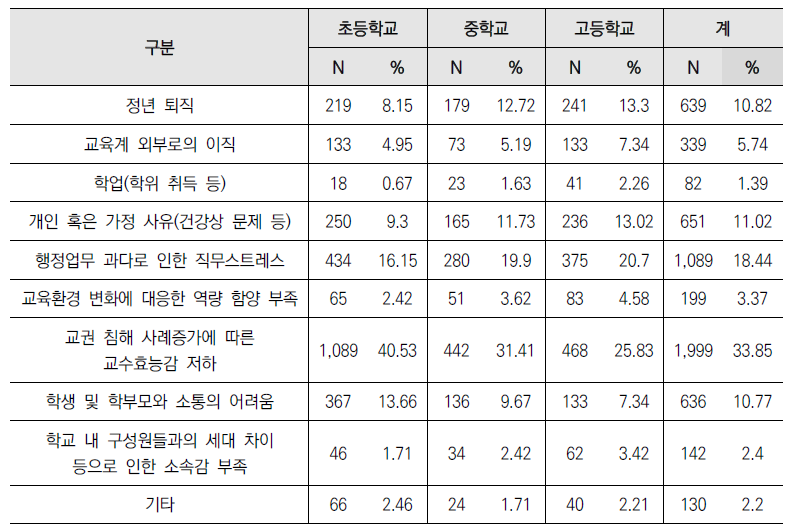 구분 초등학교 중학교 고등학교 계
N % N % N % N %
정년 퇴직 219 8.15 179 12.72 241 13.3 639 10.82
교육계 외부로의 이직 133 4.95 73 5.19 133 7.34 339 5.74
학업(학위 취득 등) 18 0.67 23 1.63 41 2.26 82 1.39
개인 혹은 가정 사유(건강상 문제 등) 250 9.3 165 11.73 236 13.02 651 11.02
행정업무 과다로 인한 직무스트레스 434 16.15 280 19.9 375 20.7 1,089 18.44
교육환경 변화에 대응한 역량 함양 부족 65 2.42 51 3.62 83 4.58 199 3.37
교권 침해 사례증가에 따른
교수효능감 저하 1,089 40.53 442 31.41 468 25.83 1,999 33.85
학생 및 학부모와 소통의 어려움 367 13.66 136 9.67 133 7.34 636 10.77
학교 내 구성원들과의 세대 차이
등으로 인한 소속감 부족 46 1.71 34 2.42 62 3.42 142 2.4
기타 66 2.46 24 1.71 40 2.21 130 2.2